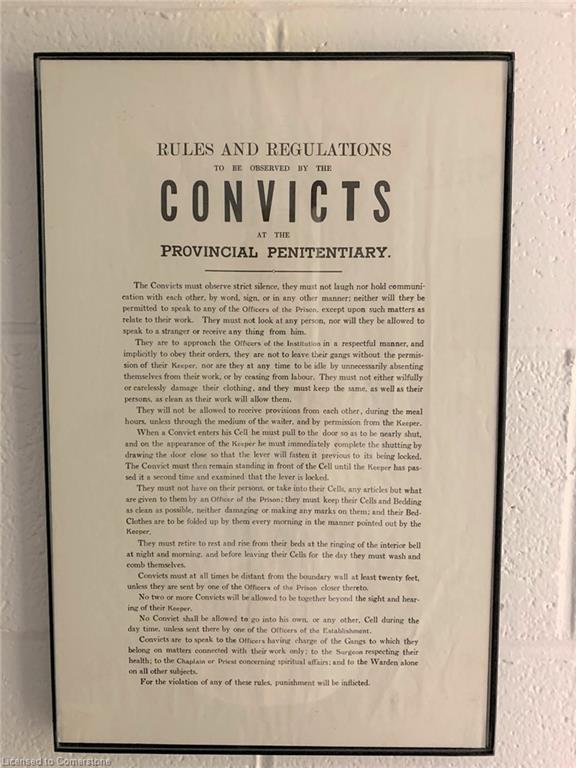 RULES AND REGULATIONS
TO BE OBSERVED BY THE
CONVICTS
AT THE
PROVINCIAL PENITENTIARY.
The Convicts must observe strict silence, they must not laugh nor hold communi-
cation with each other, by word, sign, or in any other manner; neither will they be
permitted to speak to any of the Officers of the Prison, except upon such matters as
relate to their work. They must not look at any person, nor will they be allowed to
speak to a stranger or receive any thing from him.
They are to approach the Officers of the Institution in a respectful manner, and
implicitly to obey their orders, they are not to leave their gangs without the permis-
sion of their Keeper, nor are they at any time to be idle by unnecessarily absenting
themselves from their work, or by ceasing from labour. They must not either wilfully
or carelessly damage their clothing, and they must keep the same, as well as their
persons, as clean as their work will allow them.
They will not be allowed to receive provisions from each other, during the meal
hours, unless through the medium of the waiter, and by permission from the Keeper.
When a Convict enters his Cell he must pull to the door so as to be nearly shut,
and on the appearance of the Keeper he must immediately complete the shutting by
drawing the door close so that the lever will fasten it previous to its being locked.
The Convict must then remain standing in front of the Cell until the Keeper has pas-
sed it a second time and examined that the lever is locked.
They must not have on their persons, or take into their Cells, any articles but what
are given to them by an Officer of the Prison; they must keep their Cells and Bedding
as clean as possible, neither damaging or making any marks on them; and their Bed-
Clothes are to be folded up by them every morning in the manner pointed out by the
Keeper.
They must retire to rest and rise from their beds at the ringing of the interior bell
at night and morning, and before leaving their Cells for the day they must wash and
comb themselves.
Convicts must at all times be distant from the boundary wall at least twenty feet,
unless they are sent by one of the Officers of the Prison closer thereto.
No two or more Convicts will be allowed to be together beyond the sight and hear-
ing of their Keeper.
No Convict shall be allowed to go into his own, or any other, Cell during the
day time, unless sent there by one of the Officers of the Establishment.
Convicts are to speak to the Officers having charge of the Gangs to which they
belong on matters connected with their work only; to the Surgeon respecting their
health; to the Chaplain or Priest concerning spiritual affairs; and to the Warden alone
on all other subjects.
For the violation of any of these rules, punishment will be inflicted.
Licensed to Cornerstone